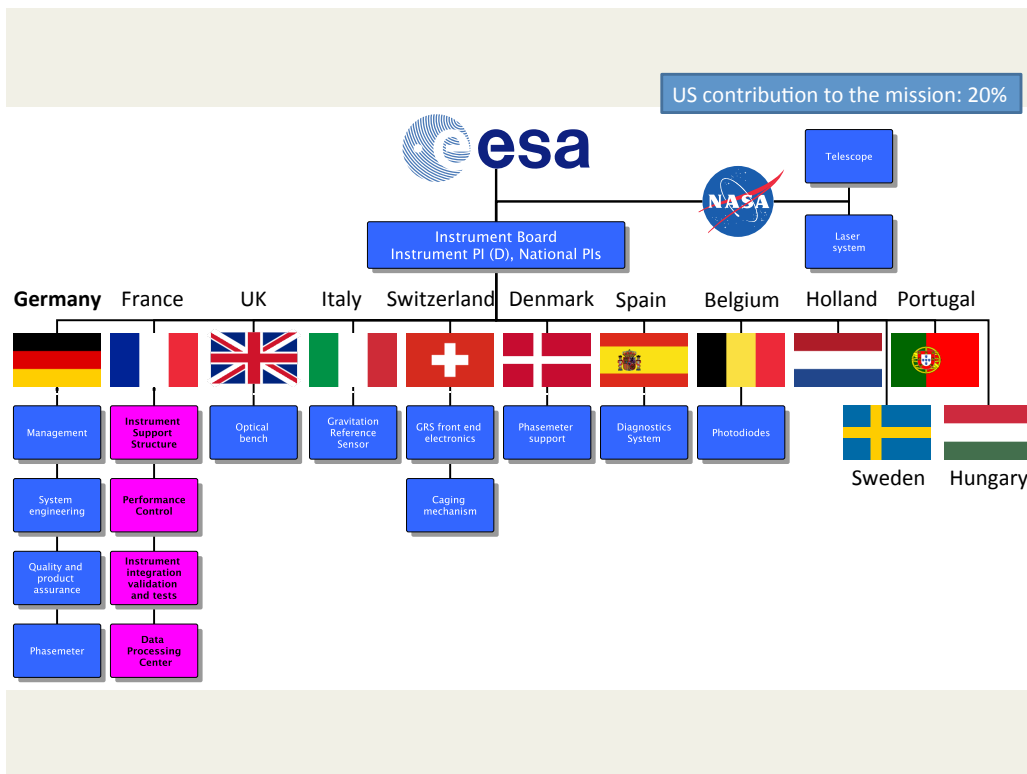 US contribution to the mission: 20%
esa
Telescope
NASA
Laser
system
Instrument Board
Instrument PI (D), National PIs
Germany
France
UK
Italy
Switzerland
Denmark
Spain
Belgium
Holland
Portugal
Management
Instrument
Support
Structure
Optical
bench
Gravitation
Reference
Sensor
GRS front end
electronics
Phasemeter
support
Diagnostics
System
Photodiodes
Sweden
Hungary
System
engineering
Performance
Control
Caging
mechanism
Quality and
product
assurance
Instrument
integration
validation
and tests
Phasemeter
Data
Processing
Center